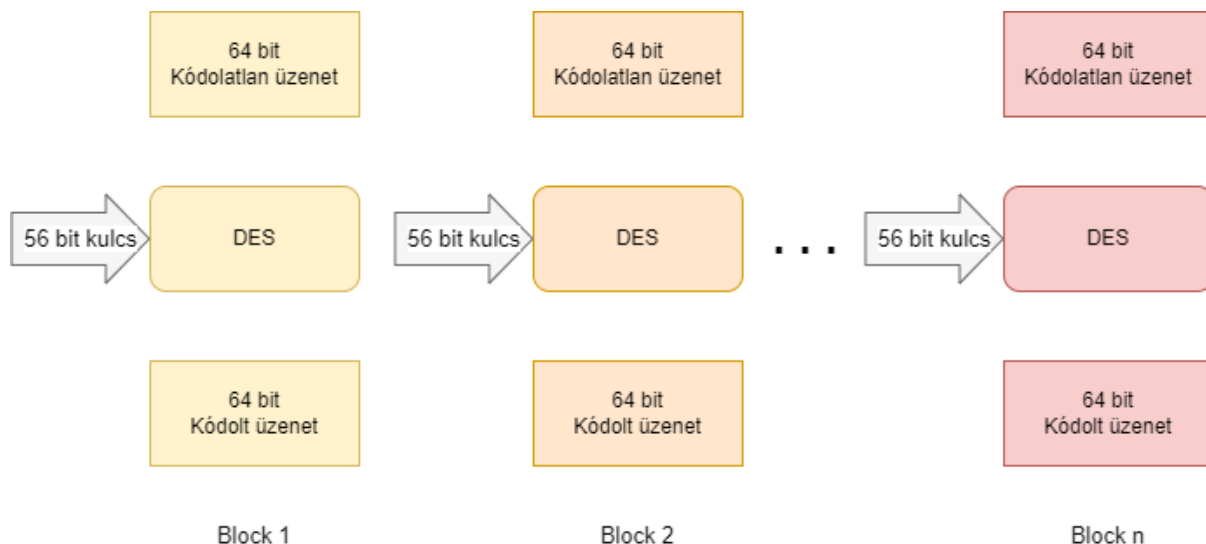 64 bit
Kódolatlan üzenet
64 bit
Kódolatlan üzenet
64 bit
Kódolatlan üzenet
56 bit kulcs
DES
56 bit kulcs
DES
. . .
56 bit kulcs
DES
64 bit
Kódolt üzenet
64 bit
Kódolt üzenet
64 bit
Kódolt üzenet
Block 1
Block 2
Block n